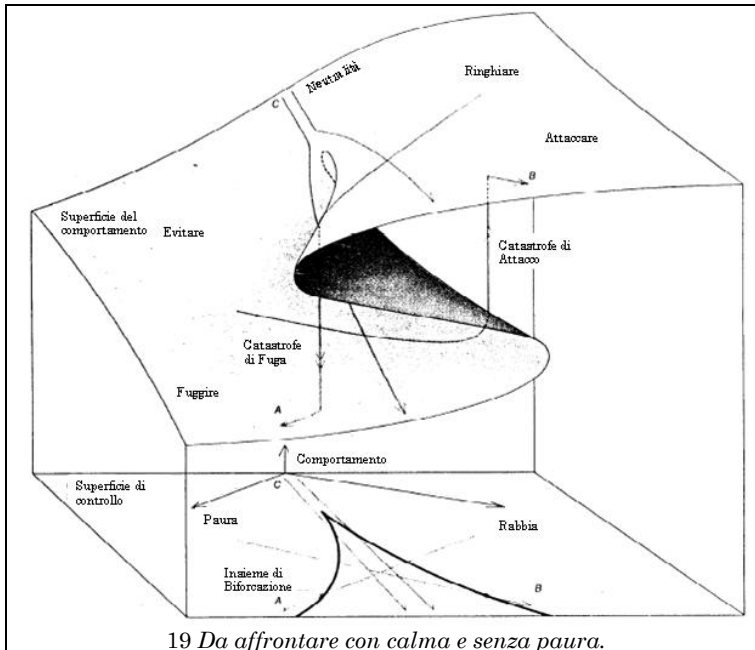 Neutralità
C
Ringhiare
Attaccare
B
Superficie del
comportamento
Evitare
Catastrofe di
Attacco
Catastrofe
di Fuga
Fuggire
A
Comportamento
Superficie di
controllo
C
Paura
Rabbia
Insieme di
Biforcazione
A
B
19 Da affrontare con calma e senza paura.